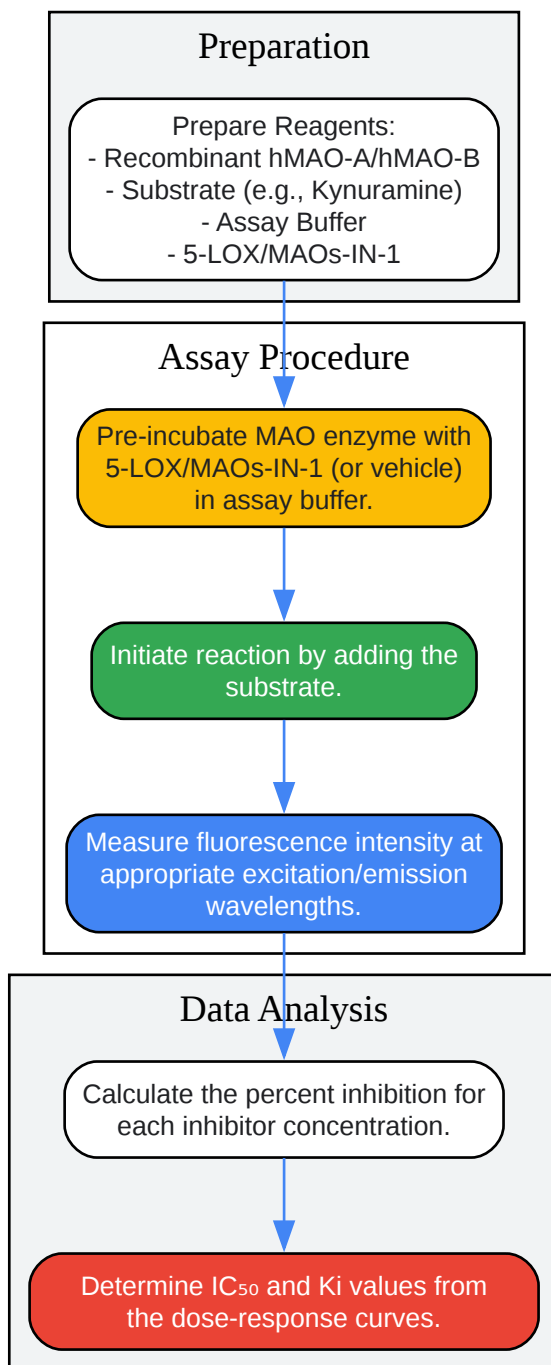 Preparation
Prepare Reagents:
- Recombinant hMAO-A/hMAO-B
- Substrate (e.g., Kynuramine)
- Assay Buffer
- 5-LOX/MAOs-IN-1
Assay Procedure
Pre-incubate MAO enzyme with
5-LOX/MAOs-IN-1 (or vehicle)
in assay buffer.
Initiate reaction by adding the
substrate.
Measure fluorescence intensity at
appropriate excitation/emission
wavelengths.
Data Analysis
Calculate the percent inhibition for
each inhibitor concentration.
Determine IC₅₀ and Ki values from
the dose-response curves.